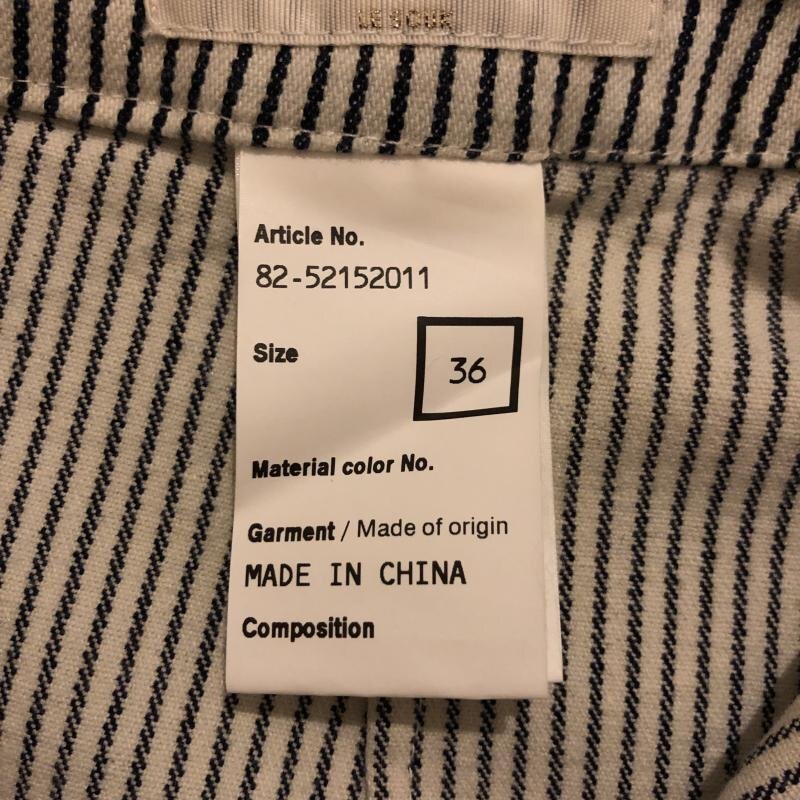 Article No.
82-52152011
Size
36
Material color No.
Garment / Made of origin
MADE IN CHINA
Composition